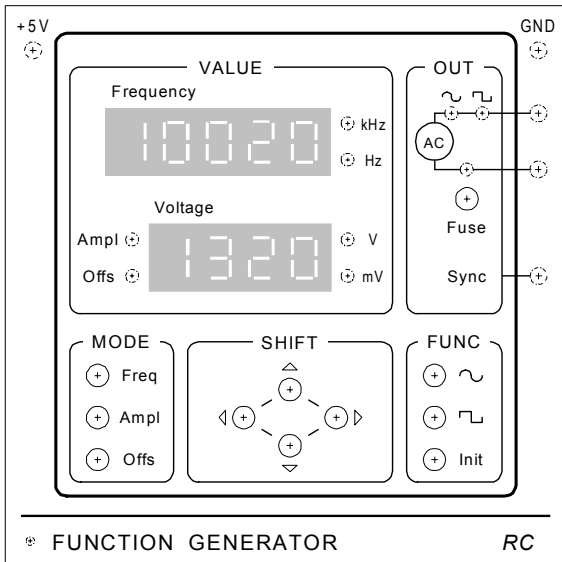 +5V GND
VALUE OUT
Frequency
10020 kHz
Hz
AC
Voltage
Fuse
Ampl 1320 V
Offs mV Sync
MODE SHIFT FUNC
Freq
Ampl
Offs Init
FUNCTION GENERATOR RC